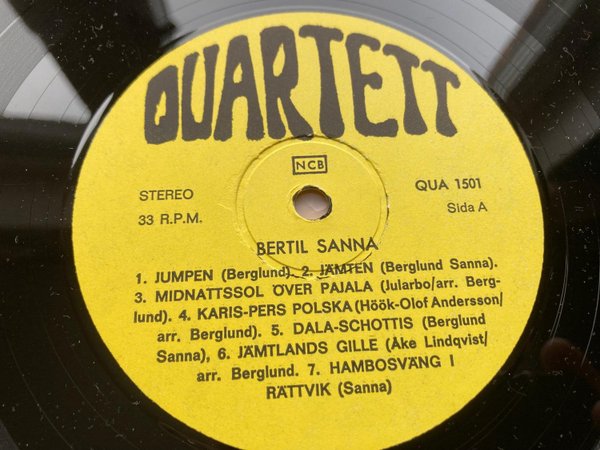 QUARTETT
NCB
STEREO
33 R.P.M.
QUA 1501
Sida A
BERTIL SANNA
1. JUMPEN (Berglund). 2. JÄMTEN (Berglund Sanna).
3. MIDNATTSSOL ÖVER PAJALA (Jularbo/arr. Berg-
lund). 4. KARIS-PERS POLSKA (Höök-Olof Andersson/
arr. Berglund). 5. DALA-SCHOTTIS (Berglund
Sanna), 6. JÄMTLANDS GILLE (Åke Lindqvist/
arr. Berglund. 7. HAMBOSVÄNG I
RÄTTVIK (Sanna)